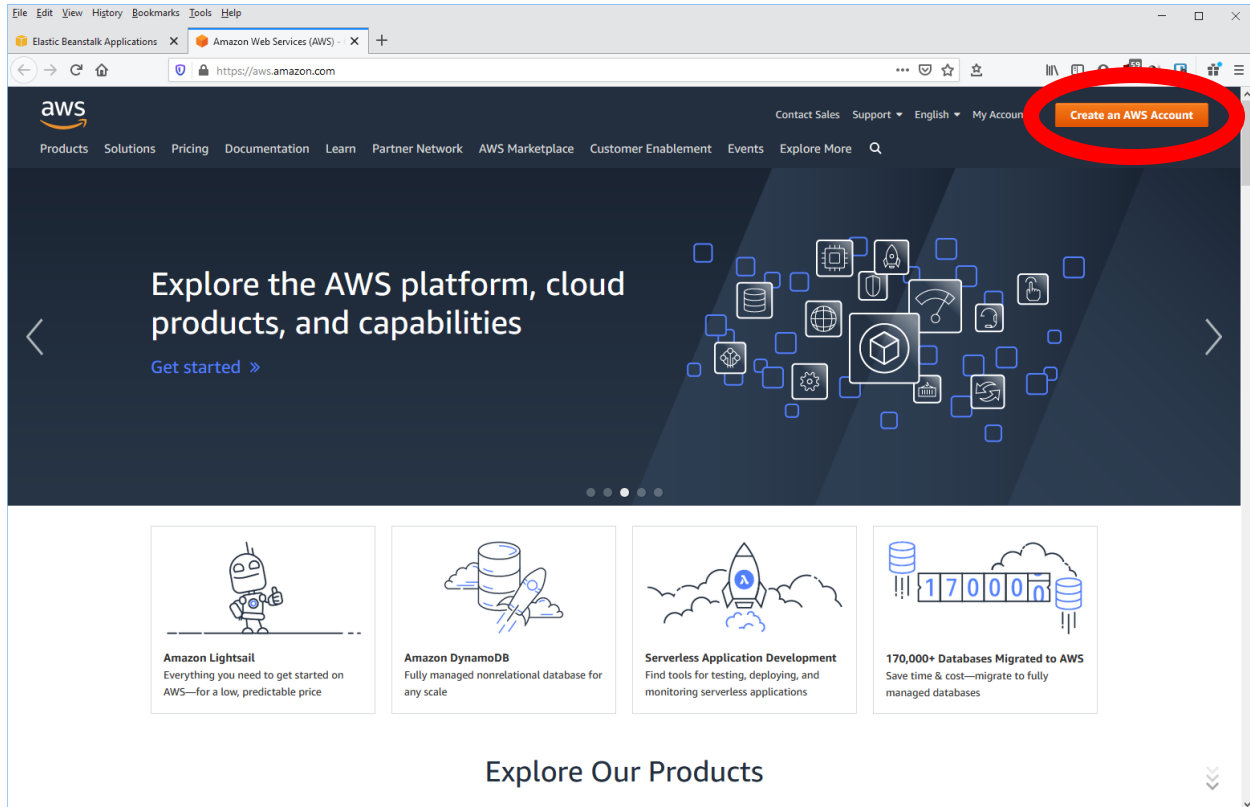 File Edit View History Bookmarks Tools Help
Elastic Beanstalk Applications
Amazon Web Services (AWS) -
https://aws.amazon.com
59
aws
Contact Sales Support English My Accoun
Create an AWS Account
Products Solutions Pricing Documentation Learn Partner Network AWS Marketplace Customer Enablement Events Explore More
Explore the AWS platform, cloud
products, and capabilities
Get started »
17000
Amazon Lightsail
Everything you need to get started on
AWS—for a low, predictable price
Amazon DynamoDB
Fully managed nonrelational database for
any scale
Serverless Application Development
Find tools for testing, deploying, and
monitoring serverless applications
170,000+ Databases Migrated to AWS
Save time & cost—migrate to fully
managed databases
Explore Our Products